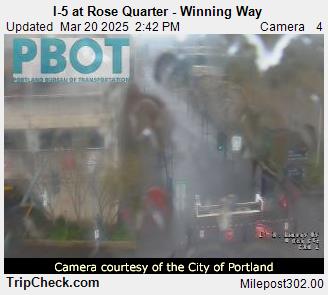 I-5 at Rose Quarter - Winning Way
Updated Mar 20 2025 2:42 PM Camera 4
PBOT
PORTLAND BUREAU OF TRANSPORTATION
Camera courtesy of the City of Portland
TripCheck.com Milepost302.00